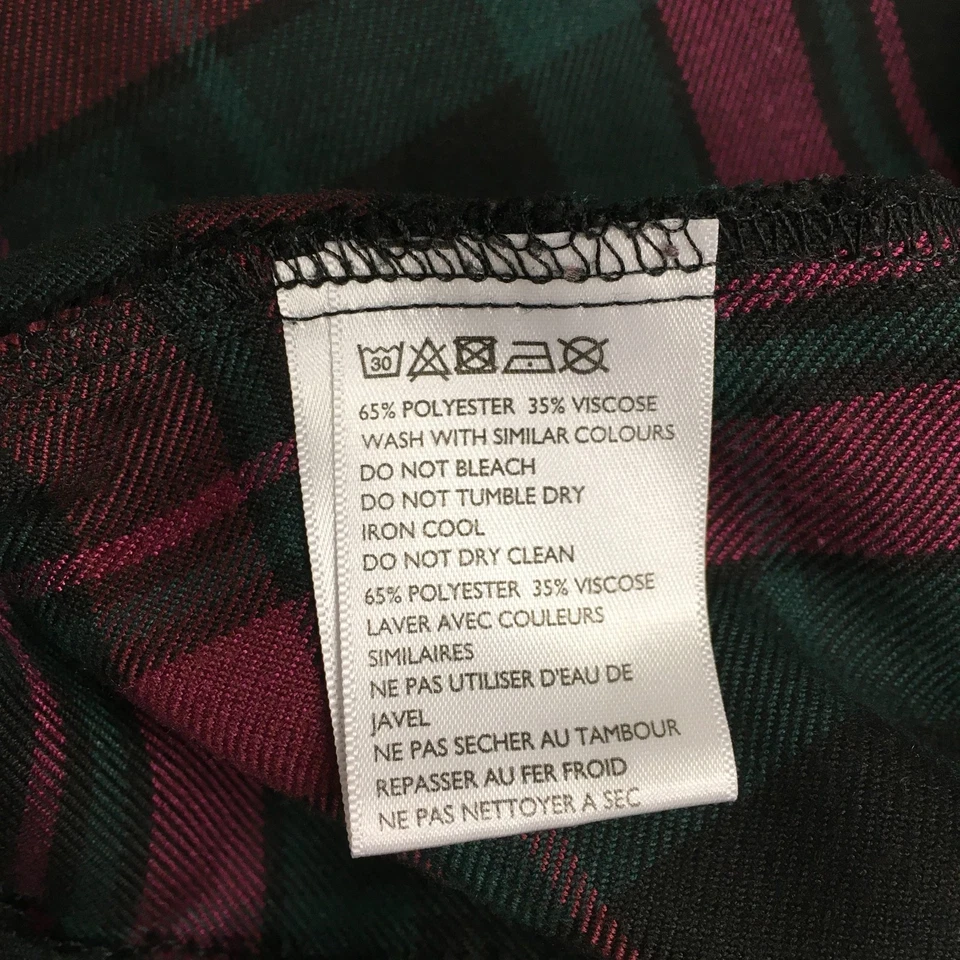 30
65% POLYESTER 35% VISCOSE
WASH WITH SIMILAR COLOURS
DO NOT BLEACH
DO NOT TUMBLE DRY
IRON COOL
DO NOT DRY CLEAN
65% POLYESTER 35% VISCOSE
LAVER AVEC COULEURS
SIMILAIRES
NE PAS UTILISER D'EAU DE
JAVEL
NE PAS SECHER AU TAMBOUR
REPASSER AU FER FROID
NE PAS NETTOYER A SEC